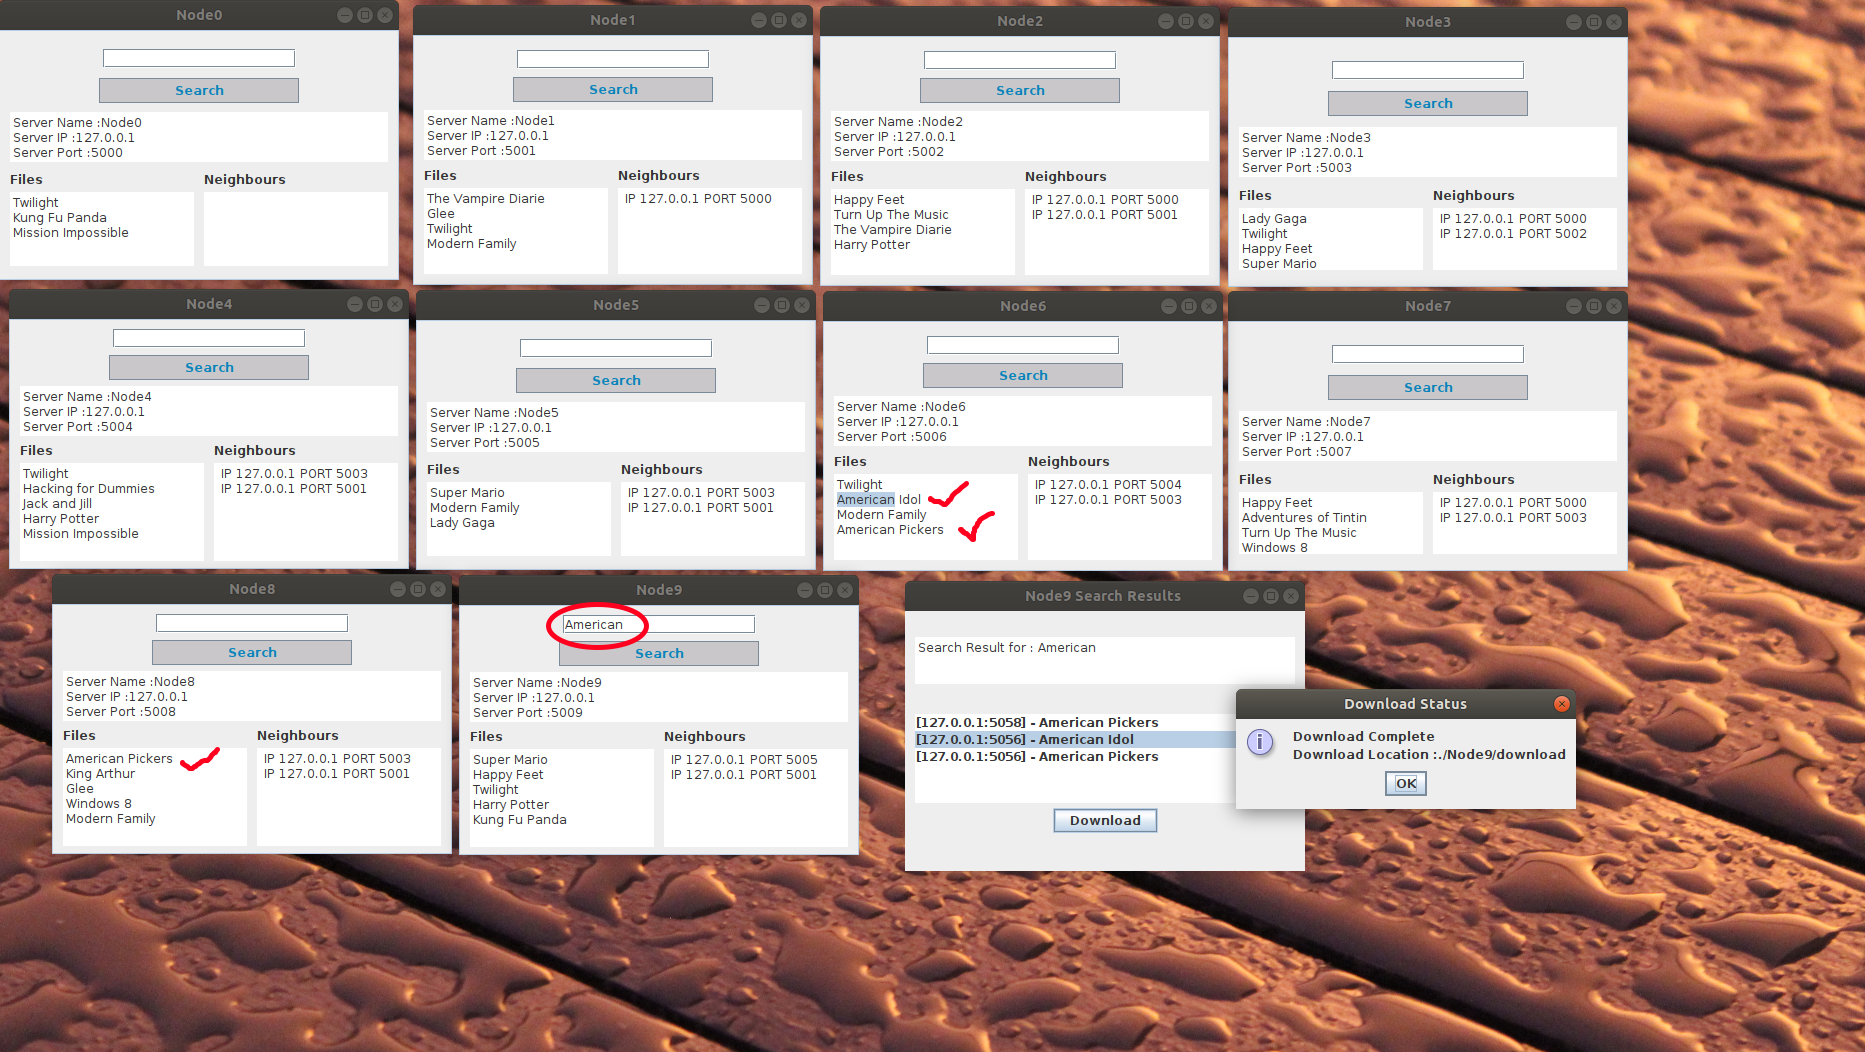 Node0
Search
Server Name :Node0
Server IP :127.0.0.1
Server Port :5000
Files
Neighbours
Twilight
Kung Fu Panda
Mission Impossible
Node1
Search
Server Name :Node1
Server IP :127.0.0.1
Server Port :5001
Files
Neighbours
The Vampire Diarie
Glee
Twilight
Modern Family
IP 127.0.0.1 PORT 5000
Node2
Search
Server Name :Node2
Server IP :127.0.0.1
Server Port :5002
Files
Neighbours
Happy Feet
Turn Up The Music
The Vampire Diarie
Harry Potter
IP 127.0.0.1 PORT 5000
IP 127.0.0.1 PORT 5001
Node3
Search
Server Name :Node3
Server IP :127.0.0.1
Server Port :5003
Files
Neighbours
Lady Gaga
Twilight
Happy Feet
Super Mario
IP 127.0.0.1 PORT 5000
IP 127.0.0.1 PORT 5002
Node4
Search
Server Name :Node4
Server IP :127.0.0.1
Server Port :5004
Files
Neighbours
Twilight
Hacking for Dummies
Jack and Jill
Harry Potter
Mission Impossible
IP 127.0.0.1 PORT 5003
IP 127.0.0.1 PORT 5001
Node5
Search
Server Name :Node5
Server IP :127.0.0.1
Server Port :5005
Files
Neighbours
Super Mario
Modern Family
Lady Gaga
IP 127.0.0.1 PORT 5003
IP 127.0.0.1 PORT 5001
Node6
Search
Server Name :Node6
Server IP :127.0.0.1
Server Port :5006
Files
Neighbours
Twilight
American Idol
Modern Family
American Pickers
IP 127.0.0.1 PORT 5004
IP 127.0.0.1 PORT 5003
Node7
Search
Server Name :Node7
Server IP :127.0.0.1
Server Port :5007
Files
Neighbours
Happy Feet
Adventures of Tintin
Turn Up The Music
Windows 8
IP 127.0.0.1 PORT 5000
IP 127.0.0.1 PORT 5003
Node8
Search
Server Name :Node8
Server IP :127.0.0.1
Server Port :5008
Files
Neighbours
American Pickers
King Arthur
Glee
Windows 8
Modern Family
IP 127.0.0.1 PORT 5003
IP 127.0.0.1 PORT 5001
Node9
American
Search
Server Name :Node9
Server IP :127.0.0.1
Server Port :5009
Files
Neighbours
Super Mario
Happy Feet
Twilight
Harry Potter
Kung Fu Panda
IP 127.0.0.1 PORT 5005
IP 127.0.0.1 PORT 5001
Node9 Search Results
Search Result for : American
[127.0.0.1:5058] - American Pickers
[127.0.0.1:5056] - American Idol
[127.0.0.1:5056] - American Pickers
Download
Download Status
Download Complete
Download Location :./Node9/download
OK